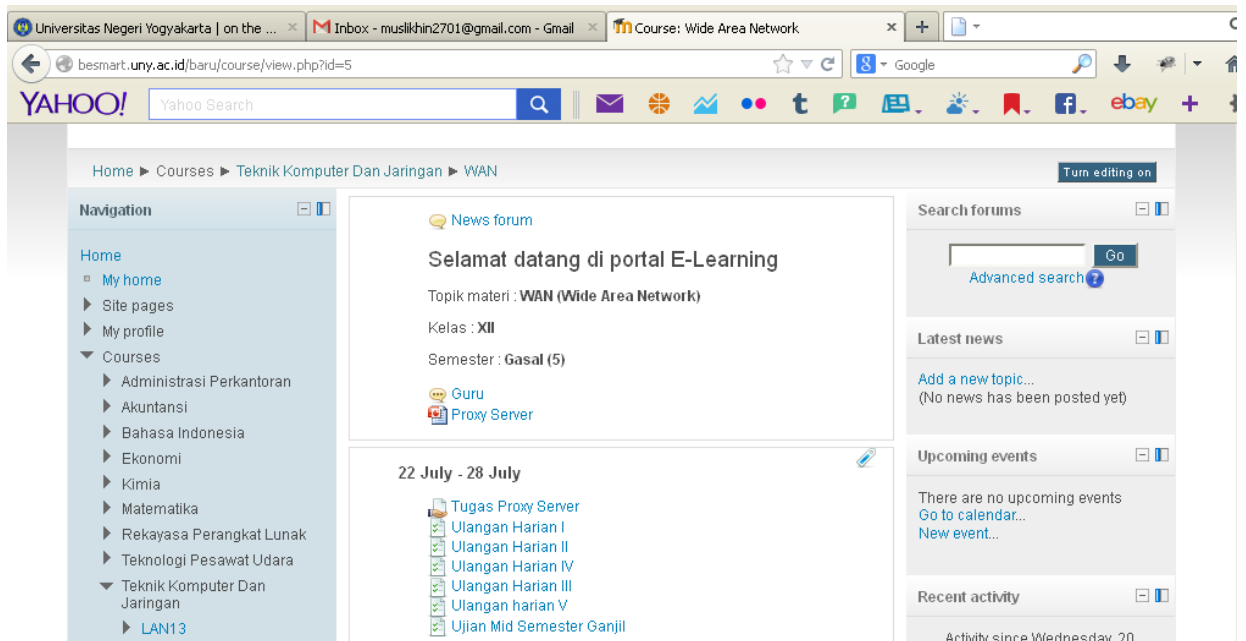 Universitas Negeri Yogyakarta | on the ...
Inbox - muslikhin2701@gmail.com - Gmail
Course: Wide Area Network
besmart.uny.ac.id/baru/course/view.php?id=5
Google
YAHOO!
Yahoo Search
ebay
Home ► Courses ► Teknik Komputer Dan Jaringan ► WAN
Turn editing on
Navigation
Home
My home
Site pages
My profile
Courses
Administrasi Perkantoran
Akuntansi
Bahasa Indonesia
Ekonomi
Kimia
Matematika
Rekayasa Perangkat Lunak
Teknologi Pesawat Udara
Teknik Komputer Dan
Jaringan
LAN13
News forum
Selamat datang di portal E-Learning
Topik materi : WAN (Wide Area Network)
Kelas : XII
Semester : Gasal (5)
Guru
Proxy Server
22 July - 28 July
Tugas Proxy Server
Ulangan Harian I
Ulangan Harian II
Ulangan Harian IV
Ulangan Harian III
Ulangan harian V
Ujian Mid Semester Ganjil
Search forums
Go
Advanced search
Latest news
Add a new topic...
(No news has been posted yet)
Upcoming events
There are no upcoming events
Go to calendar...
New event...
Recent activity
Activity since Wednesday, 20